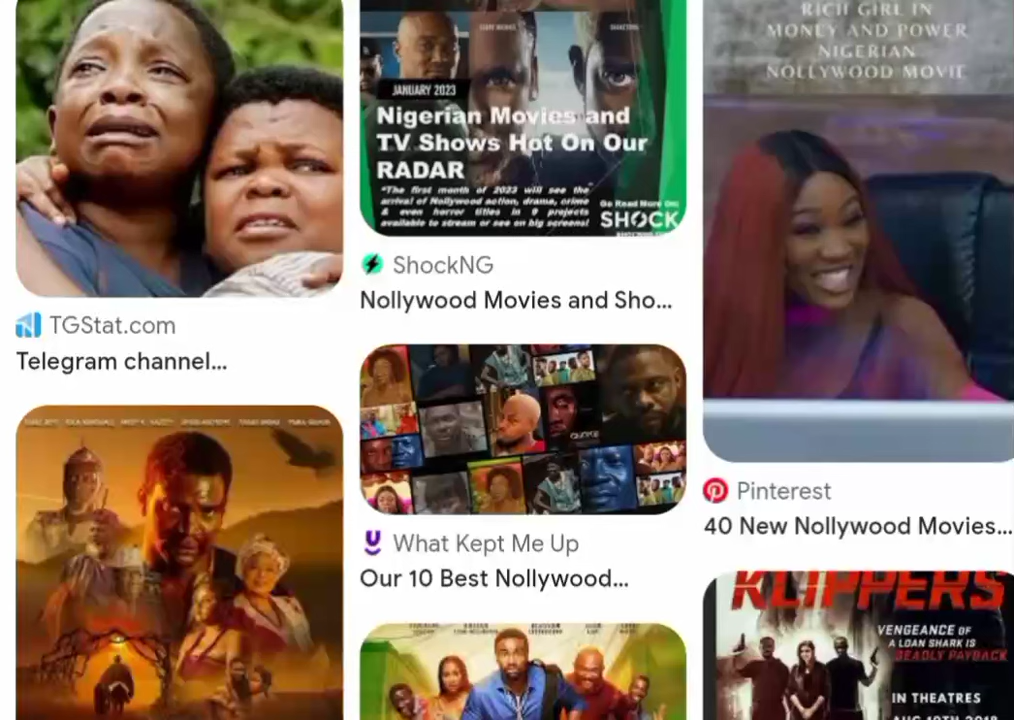 TGStat.com
Telegram channel...
JANUARY 2023
Nigerian Movies and
TV Shows Hot On Our
RADAR
"The first month of 2023 will see the
arrival of Nollywood action, drama, crime
& even horror titles in 9 projects
available to stream or see on big screens!
Go Read More On:
SHOCK
ShockNG
Nollywood Movies and Sho...
What Kept Me Up
Our 10 Best Nollywood...
RICH GIRL IN
MONEY AND POWER
NIGERIAN
NOLLYWOOD MOVIE
Pinterest
40 New Nollywood Movies...
KLIPPERS
VENGEANCE OF
A LOAN SHARK IS
DEADLY PAYBACK
IN THEATRES